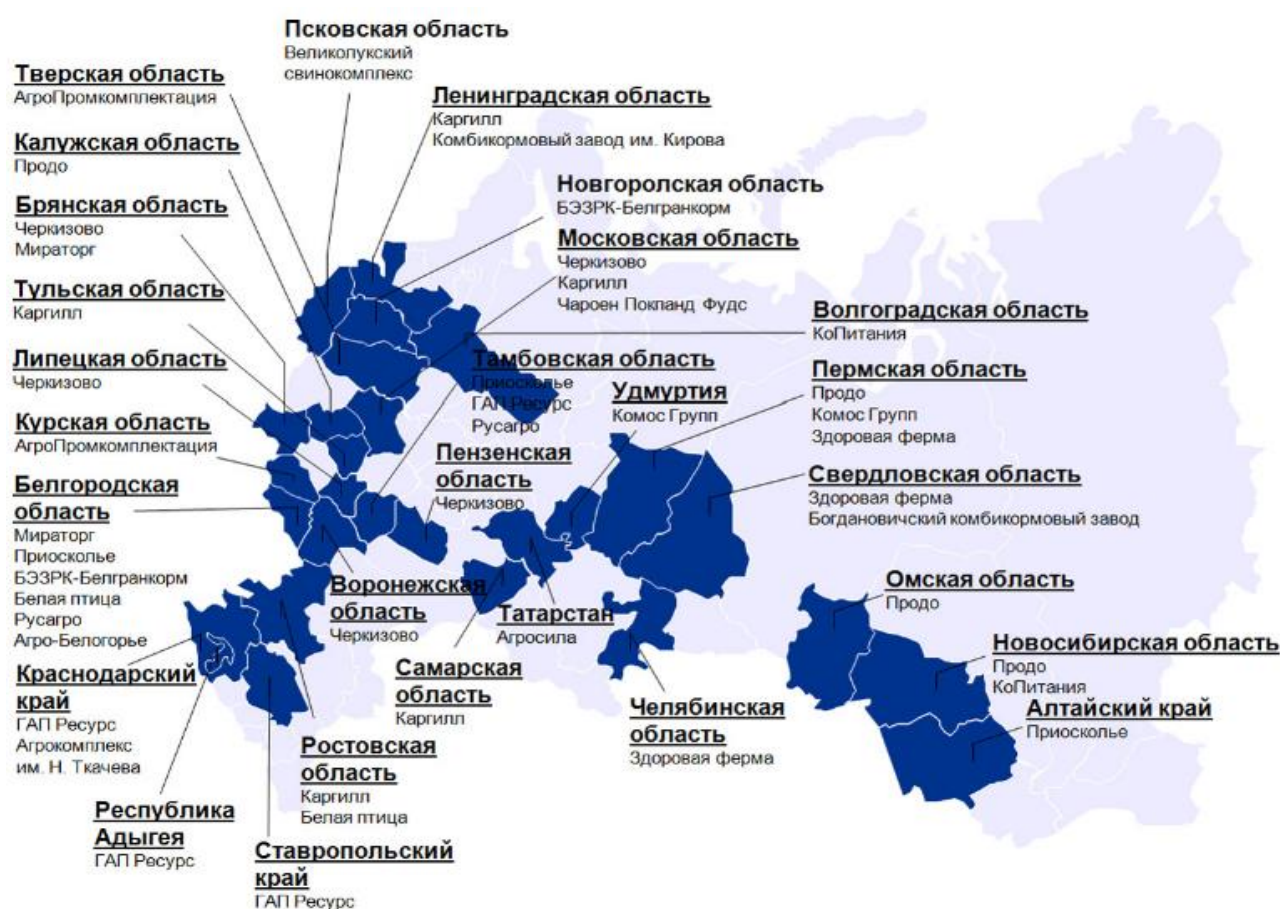 Псковская область
Великолукский
свинокомплекс
Тверская область
АгроПромкомплектация
Ленинградская область
Каргилл
Комбикормовый завод им. Кирова
Калужская область
Продо
Новгоролская область
БЭЗРК-Белгранкорм
Брянская область
Черкизово
Мираторг
Московская область
Черкизово
Каргилл
Чароен Покпанд Фудс
Тульская область
Каргилл
Волгоградская область
КоПитания
Липецкая область
Черкизово
Тамбовская область
Приосколье
ГАП Ресурс
Русагро
Удмуртия
Комос Групп
Пермская область
Продо
Комос Групп
Здоровая ферма
Курская область
АгроПромкомплектация
Пензенская
область
Черкизово
Свердловская область
Здоровая ферма
Богдановичский комбикормовый завод
Белгородская
область
Мираторг
Приосколье
БЭЗРК-Белгранкорм
Белая птица
Русагро
Агро-Белогорье
Воронежская
область
Черкизово
Татарстан
Агросила
Омская область
Продо
Новосибирская область
Продо
КоПитания
Краснодарский
край
ГАП Ресурс
Агрокомплекс
им. Н. Ткачева
Самарская
область
Каргилл
Челябинская
область
Здоровая ферма
Алтайский край
Приосколье
Ростовская
область
Каргилл
Белая птица
Республика
Адыгея
ГАП Ресурс
Ставропольский
край
ГАП Ресурс